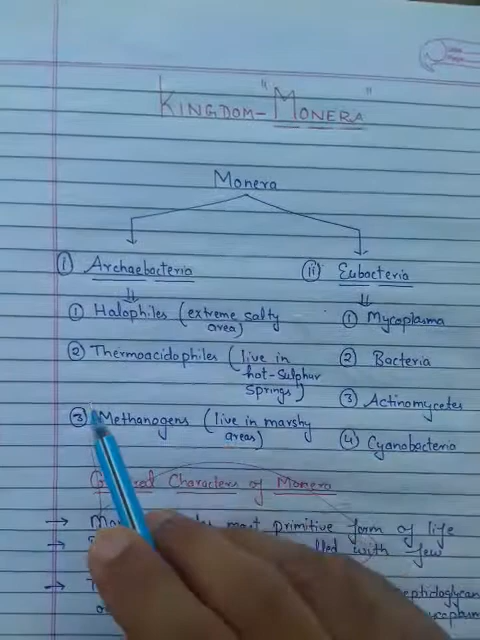 KINGDOM- "MONERA"
Monera
(i) Archaebacteria
① Halophiles (extreme salty area)
② Thermoacidophiles (live in hot-sulphur springs)
③ Methanogens (live in marshy areas)
(ii) Eubacteria
① Mycoplasma
② Bacteria
③ Actinomycetes
④ Cyanobacteria
Characters of Monera
most primitive form of life
with few